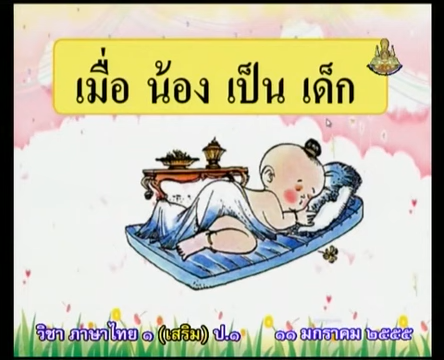 เมื่อ น้อง เป็น เด็ก
วิชา ภาษาไทย ๑ (เสริม) ป.๑ ๑๑ มกราคม ๒๕๕๕